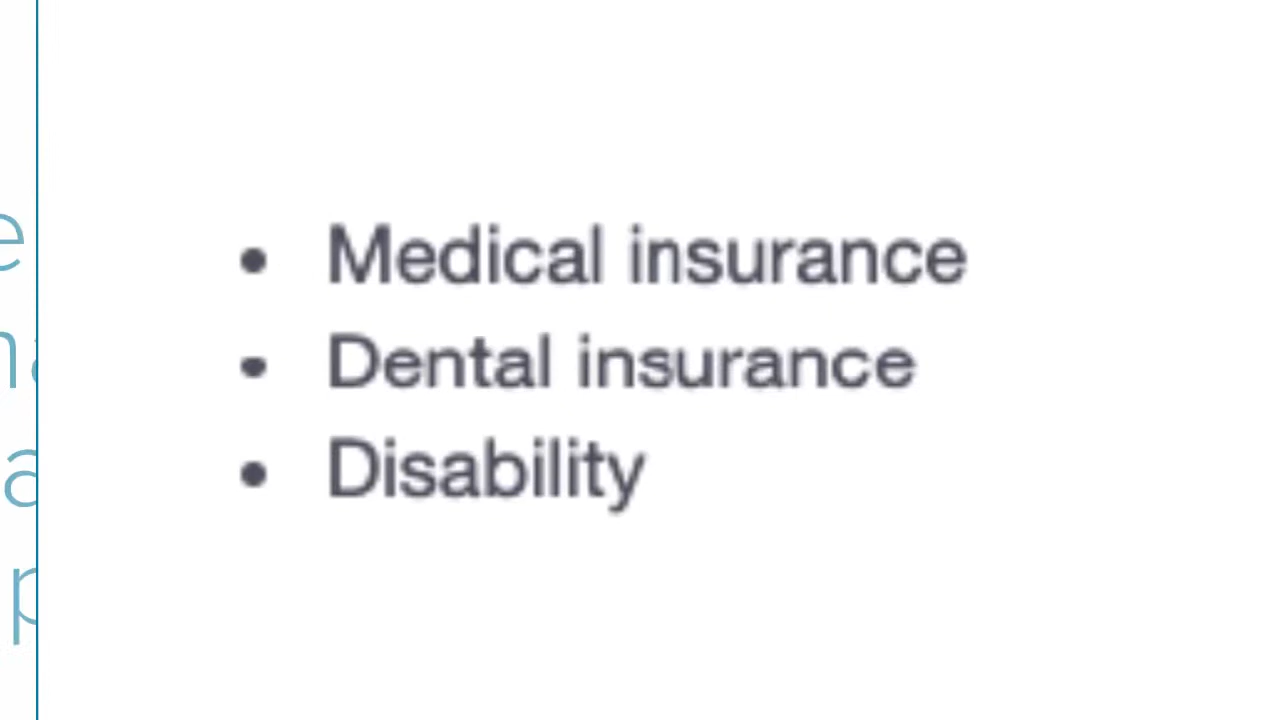 • Medical insurance
• Dental insurance
• Disability